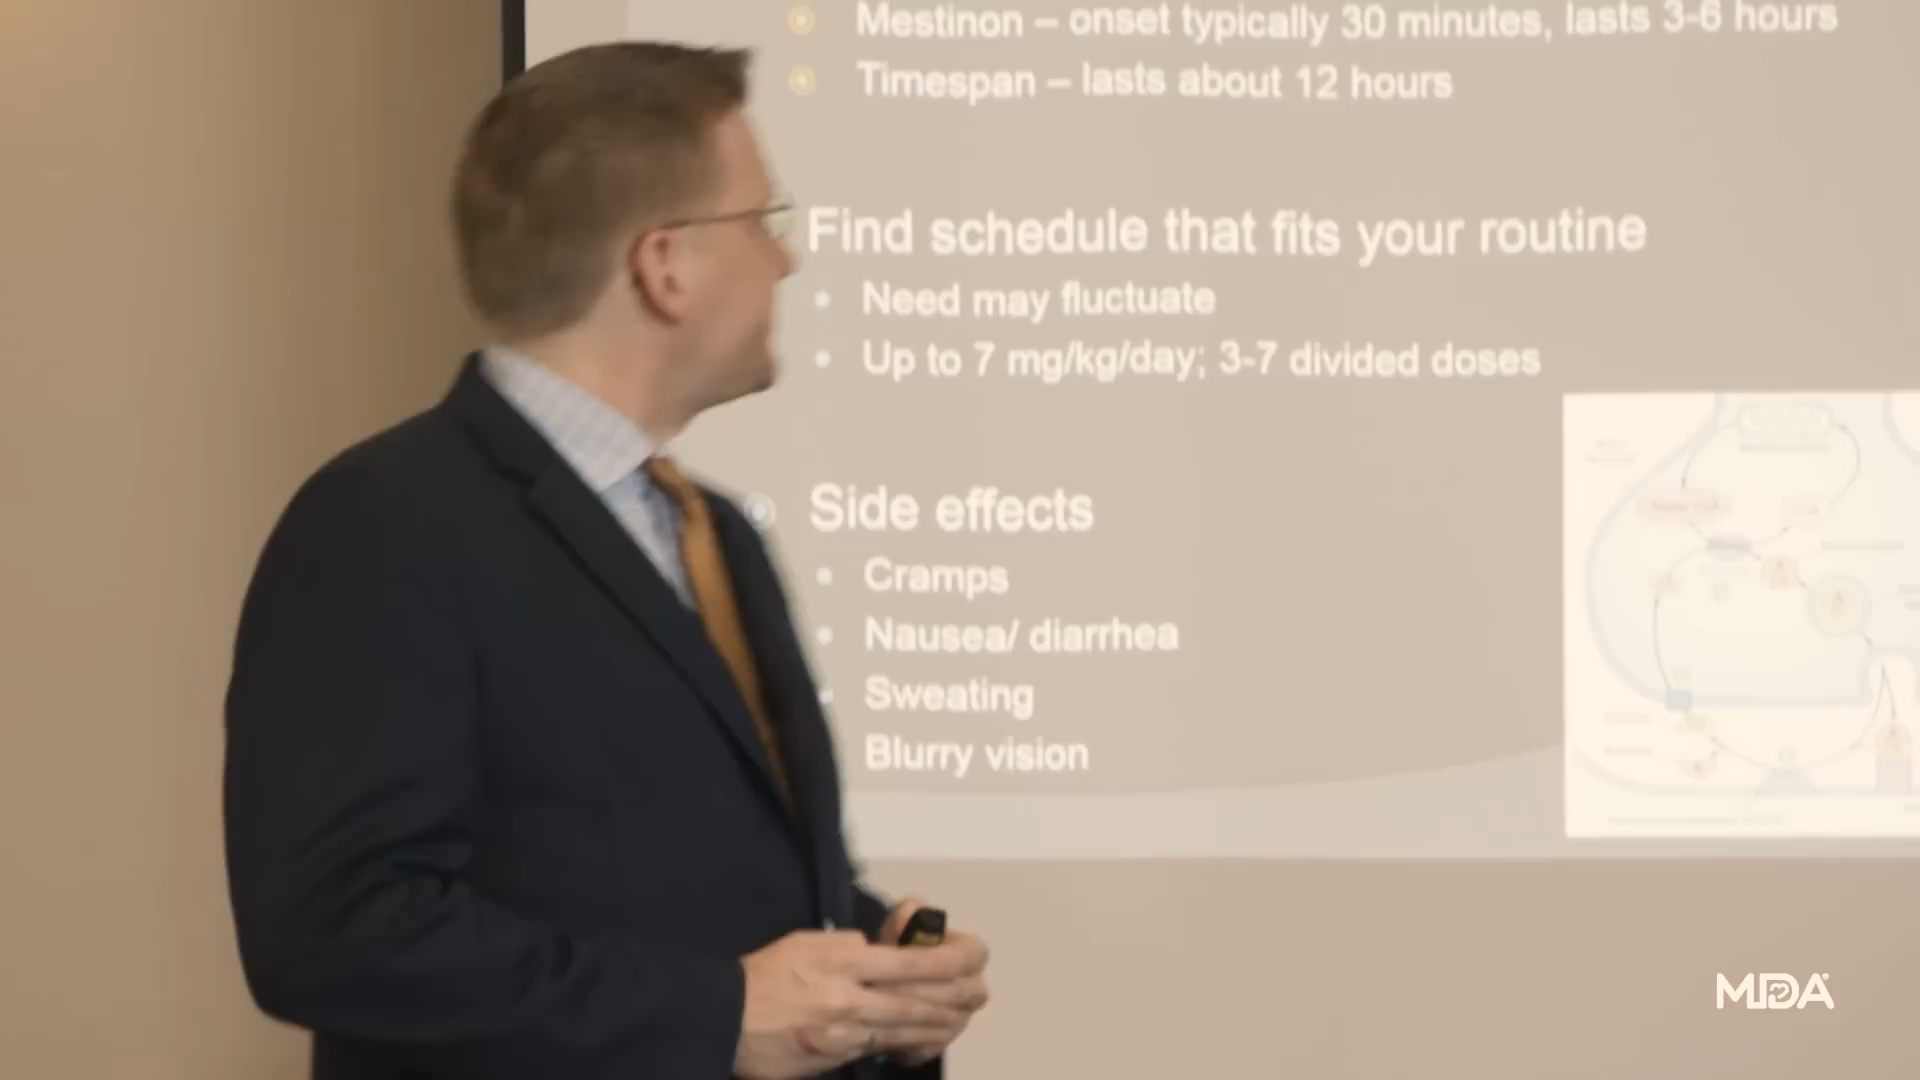 Mestinon – onset typically 30 minutes, lasts 3-6 hours
Timespan – lasts about 12 hours
Find schedule that fits your routine
Need may fluctuate
Up to 7 mg/kg/day; 3-7 divided doses
Side effects
Cramps
Nausea/ diarrhea
Sweating
Blurry vision
MDA